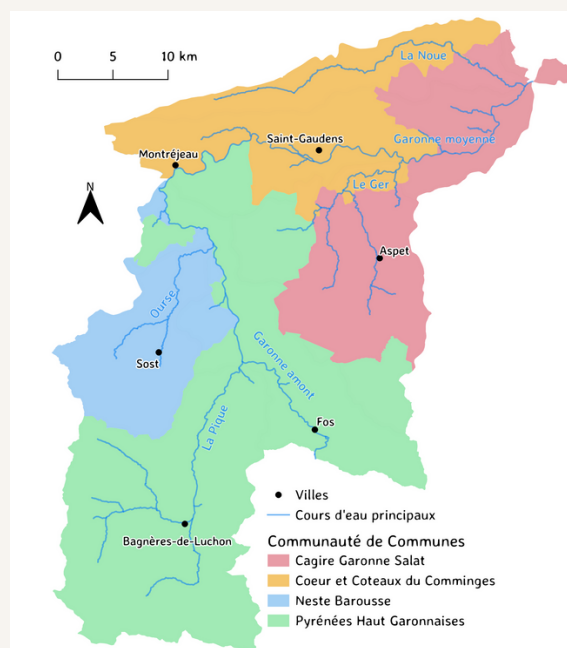 0 5 10 km
La Noue
Saint-Gaudens
Garonne moyenne
Montréjeau
Le Ger
N
Aspet
Ourse
Sost
Garonne amont
La Pique
Fos
Bagnères-de-Luchon
Villes
Cours d'eau principaux
Communauté de Communes
Cagire Garonne Salat
Coeur et Coteaux du Comminges
Neste Barousse
Pyrénées Haut Garonnaises